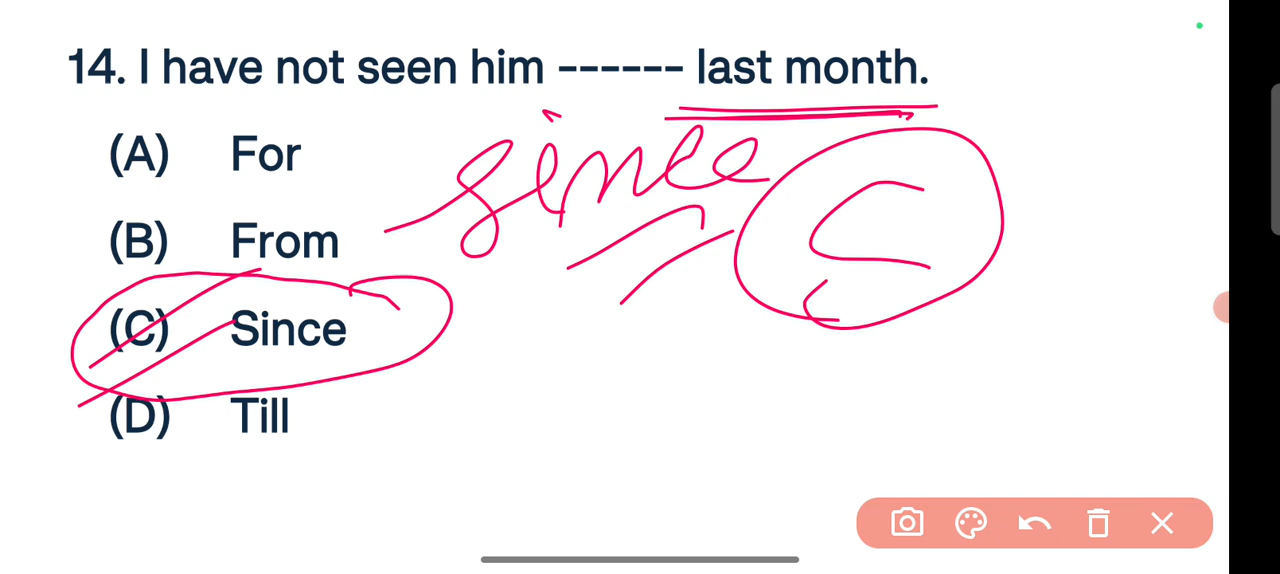 14. I have not seen him ------ last month.
(A) For
since
C
(B) From
(C) Since
(D) Till